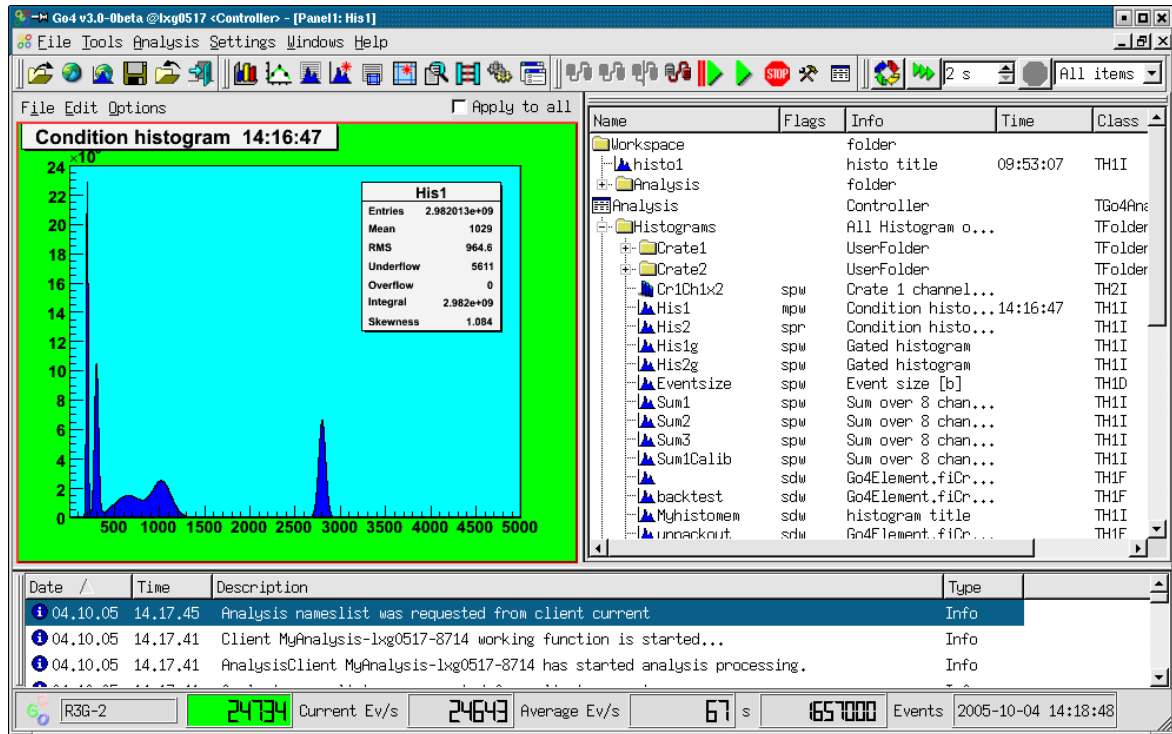 Go4 v3.0-0beta @lxg0517 <Controller> - [Panel1: His1]
File Tools Analysis Settings Windows Help
STOP 2 s All items
File Edit Options Apply to all
Condition histogram 14:16:47
×10
24
22
20
18
16
14
12
10
8
6
4
2
0
500 1000 1500 2000 2500 3000 3500 4000 4500 5000
His1
Entries 2.982013e+09
Mean 1029
RMS 964.6
Underflow 5611
Overflow 0
Integral 2.982e+09
Skewness 1.084
Name Flags Info Time Class
Workspace folder
histo1 histo title 09:53:07 TH1I
Analysis folder
Analysis Controller TGo4Ana
Histograms All Histogram o... TFolder
Crate1 UserFolder TFolder
Crate2 UserFolder TFolder
Cr1Ch1x2 spw Crate 1 channel... TH2I
His1 mpw Condition histo... 14:16:47 TH1I
His2 spr Condition histo... TH1I
His1g spw Gated histogram TH1I
His2g spw Gated histogram TH1I
Eventsize spw Event size [b] TH1D
Sum1 spw Sum over 8 chan... TH1I
Sum2 spw Sum over 8 chan... TH1I
Sum3 spw Sum over 8 chan... TH1I
Sum1Calib spw Sum over 8 chan... TH1I
sdw Go4Element.fiCr... TH1F
backtest sdw Go4Element.fiCr... TH1F
Myhistomem sdw histogram title TH1I
unpackout sdw Go4Element.fiCr... TH1F
Date Time Description Type
04.10.05 14.17.45 Analysis nameslist was requested from client current Info
04.10.05 14.17.41 Client MyAnalysis-lxg0517-8714 working function is started... Info
04.10.05 14.17.41 AnalysisClient MyAnalysis-lxg0517-8714 has started analysis processing. Info
R3G-2 24734 Current Ev/s 24643 Average Ev/s 67 s 1657000 Events 2005-10-04 14:18:48